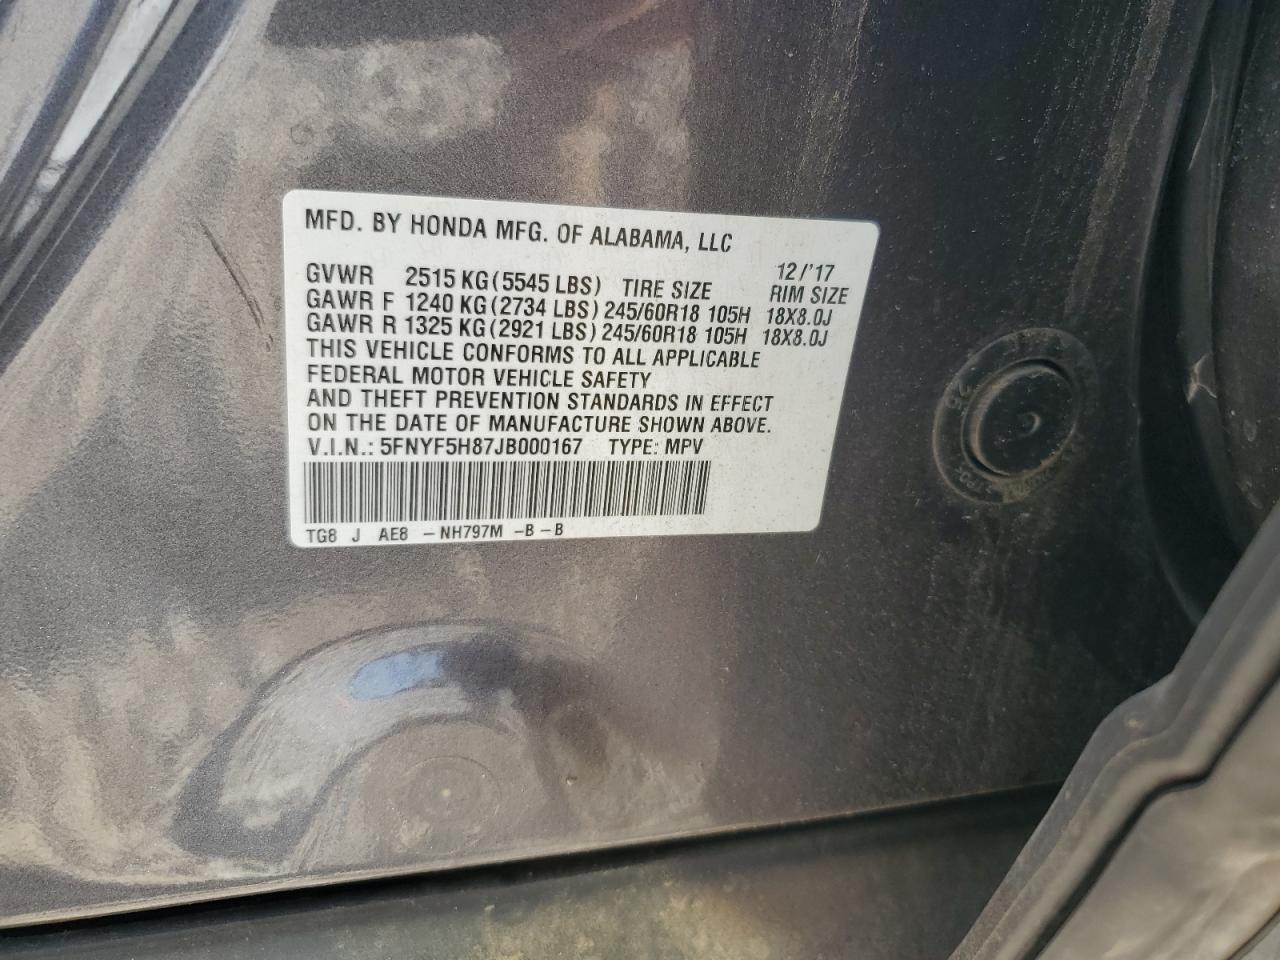 MFD. BY HONDA MFG. OF ALABAMA, LLC
12/'17
GVWR 2515 KG (5545 LBS) TIRE SIZE RIM SIZE
GAWR F 1240 KG (2734 LBS) 245/60R18 105H 18X8.0J
GAWR R 1325 KG (2921 LBS) 245/60R18 105H 18X8.0J
THIS VEHICLE CONFORMS TO ALL APPLICABLE
FEDERAL MOTOR VEHICLE SAFETY
AND THEFT PREVENTION STANDARDS IN EFFECT
ON THE DATE OF MANUFACTURE SHOWN ABOVE.
V.I.N.: 5FNYF5H87JB000167 TYPE: MPV
TG8 J AE8 – NH797M – B – B